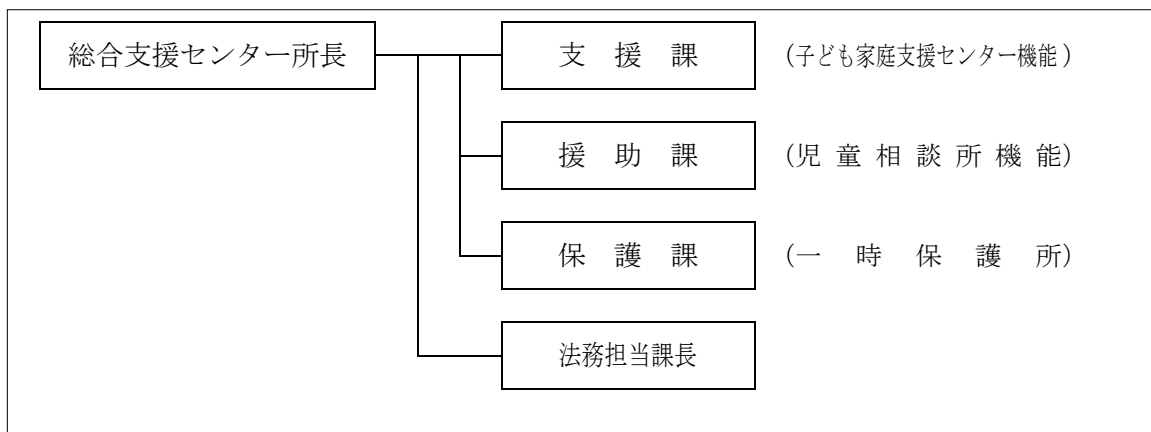 総合支援センター所長
支援課
(子ども家庭支援センター機能)
援助課
(児童相談所機能)
保護課
(一時保護所)
法務担当課長